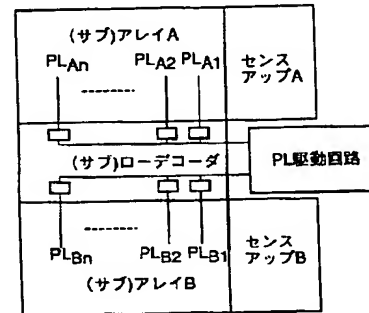 (サブ)アレイA
PLAn
PLA2
PLA1
センス
アップA
(サブ)ローデコーダ
PL駆動回路
PLBn
PLB2
PLB1
センス
アップB
(サブ)アレイB